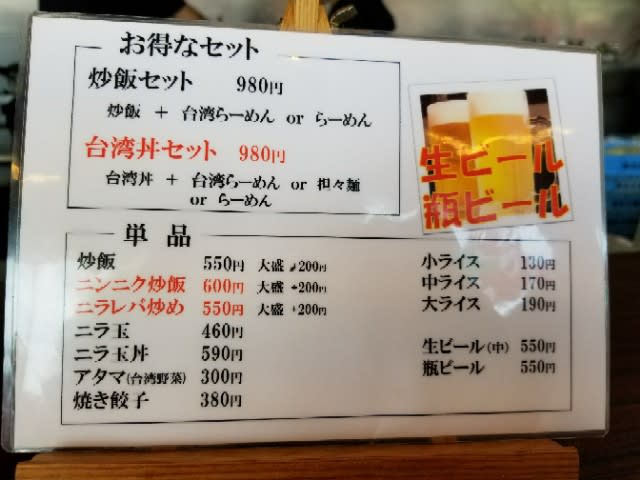 お得なセット
炒飯セット 980円
炒飯 + 台湾らーめん or らーめん
台湾丼セット 980円
台湾丼 + 台湾らーめん or 担々麺
or らーめん
生ビール
瓶ビール
単品
炒飯 550円 大盛 +200円
ニンニク炒飯 600円 大盛 +200円
ニラレバ炒め 550円 大盛 +200円
ニラ玉 460円
ニラ玉丼 590円
アタマ(台湾野菜) 300円
焼き餃子 380円
小ライス 130円
中ライス 170円
大ライス 190円
生ビール(中) 550円
瓶ビール 550円